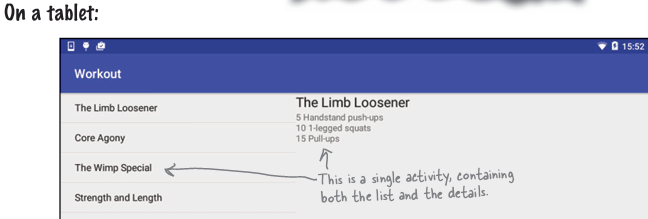 On a tablet:
15:52
Workout
The Limb Loosener
Core Agony
The Wimp Special
Strength and Length
The Limb Loosener
5 Handstand push-ups
10 1-legged squats
15 Pull-ups
This is a single activity, containing
both the list and the details.